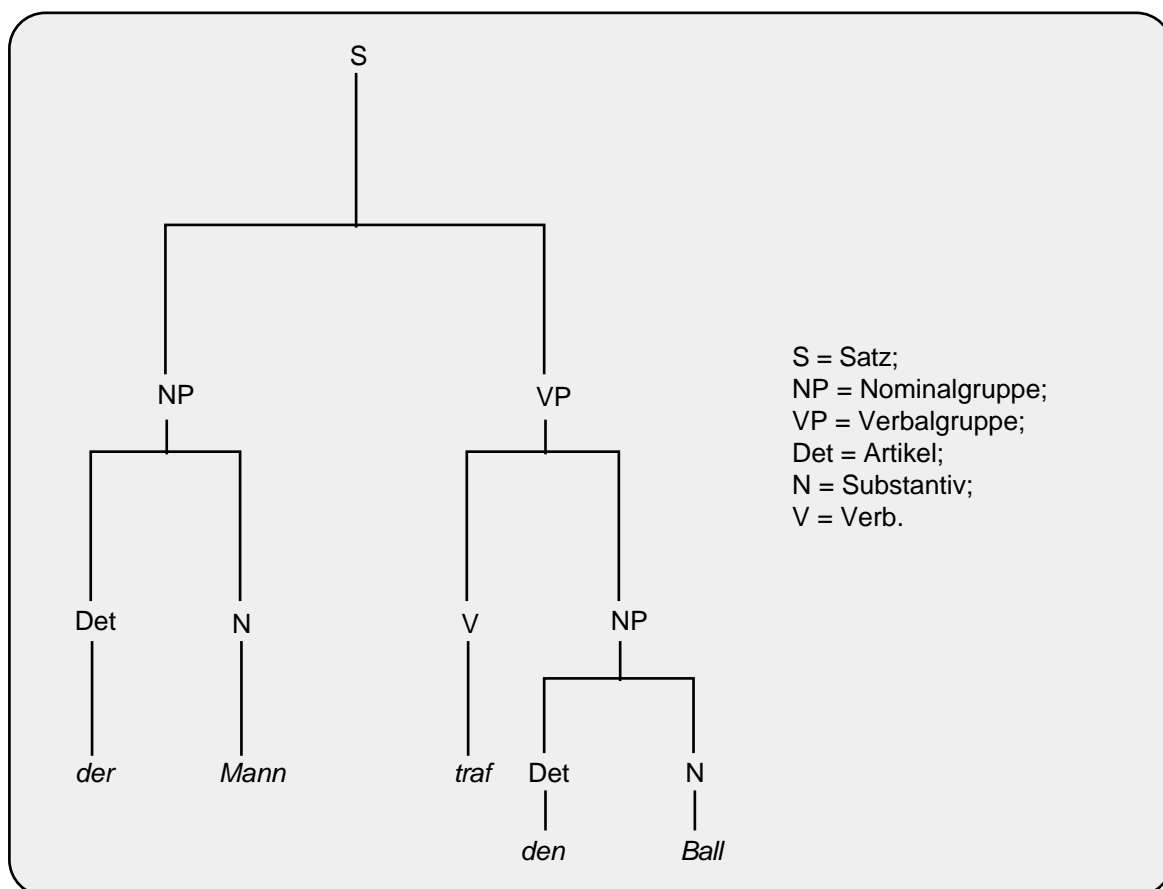 S
NP VP
S = Satz;
NP = Nominalgruppe;
VP = Verbalgruppe;
Det = Artikel;
N = Substantiv;
V = Verb.
Det N V NP
der Mann traf Det N
den Ball